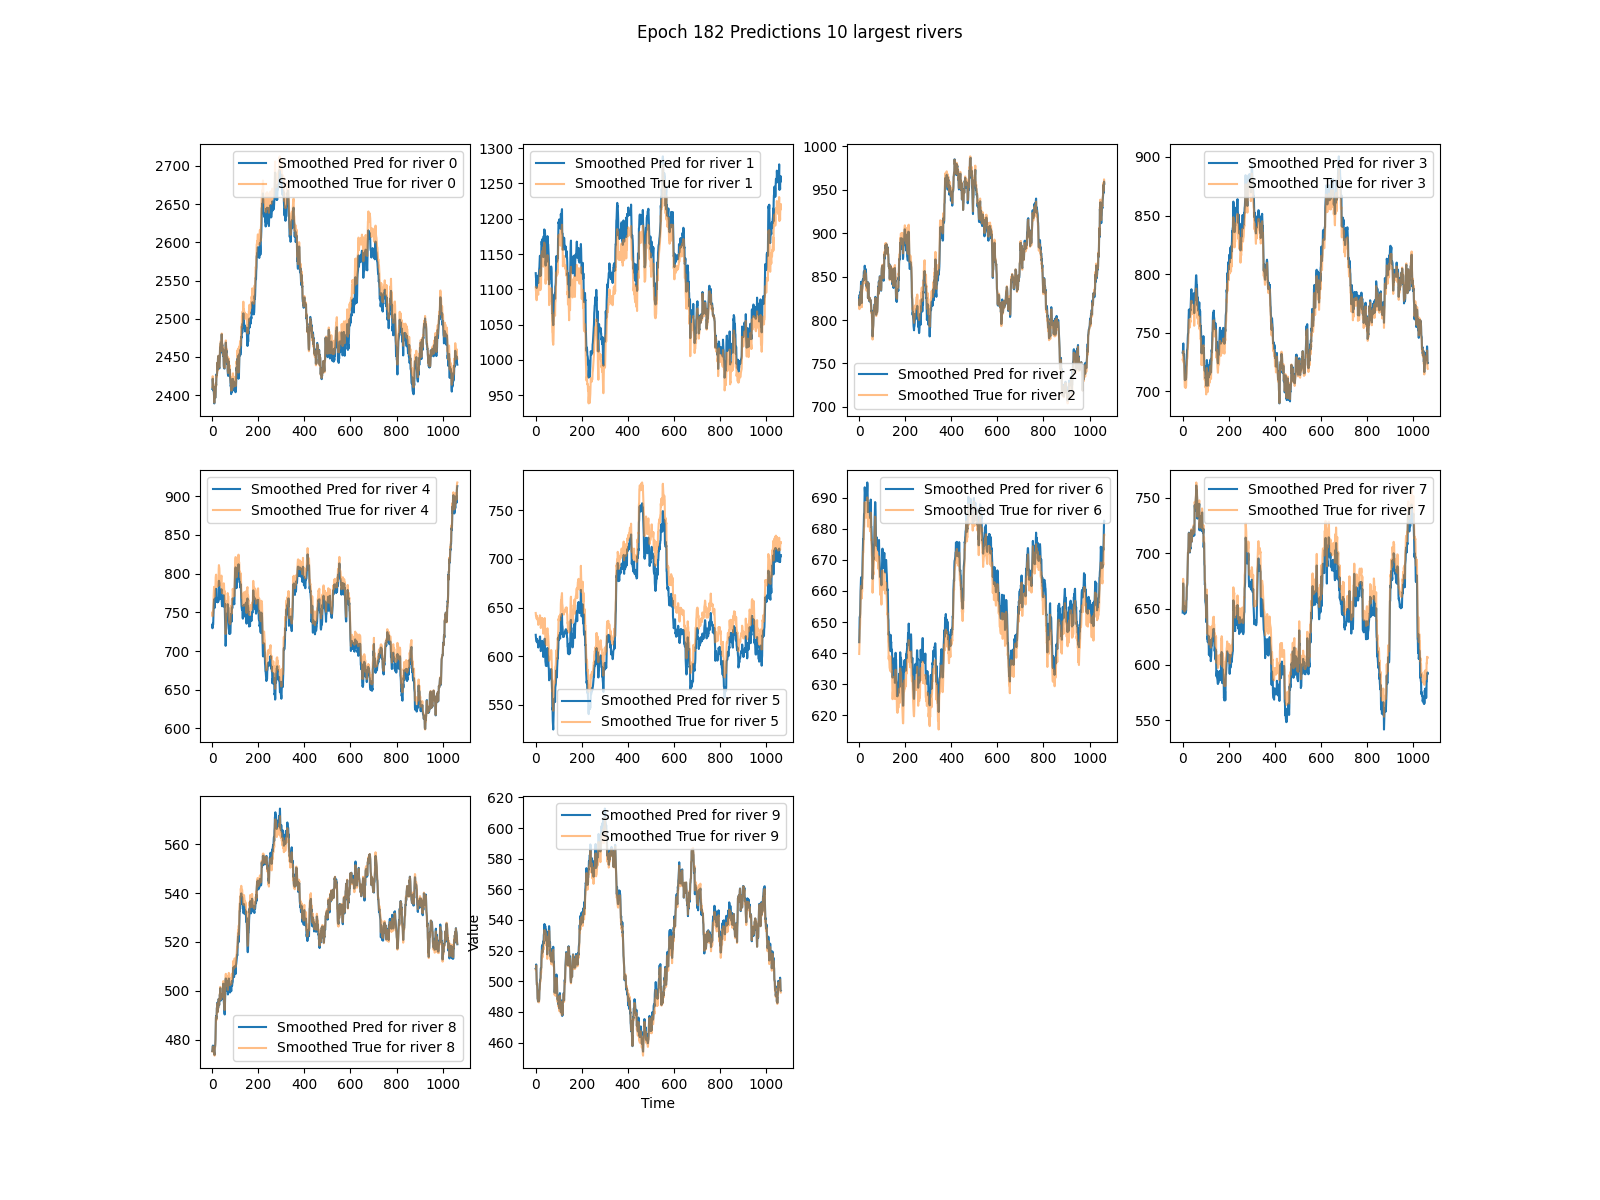 Epoch 182 Predictions 10 largest rivers
Smoothed Pred for river 0
Smoothed True for river 0
2700
2650
2600
2550
2500
2450
2400
0 200 400 600 800 1000
Smoothed Pred for river 1
Smoothed True for river 1
1300
1250
1200
1150
1100
1050
1000
950
0 200 400 600 800 1000
1000
950
900
850
800
750
700
Smoothed Pred for river 2
Smoothed True for river 2
0 200 400 600 800 1000
Smoothed Pred for river 3
Smoothed True for river 3
900
850
800
750
700
0 200 400 600 800 1000
Smoothed Pred for river 4
Smoothed True for river 4
900
850
800
750
700
650
600
0 200 400 600 800 1000
750
700
650
600
550
Smoothed Pred for river 5
Smoothed True for river 5
0 200 400 600 800 1000
Smoothed Pred for river 6
Smoothed True for river 6
690
680
670
660
650
640
630
620
0 200 400 600 800 1000
Smoothed Pred for river 7
Smoothed True for river 7
750
700
650
600
550
0 200 400 600 800 1000
560
540
520
500
480
Smoothed Pred for river 8
Smoothed True for river 8
0 200 400 600 800 1000
Value
Smoothed Pred for river 9
Smoothed True for river 9
620
600
580
560
540
520
500
480
460
0 200 400 600 800 1000
Time